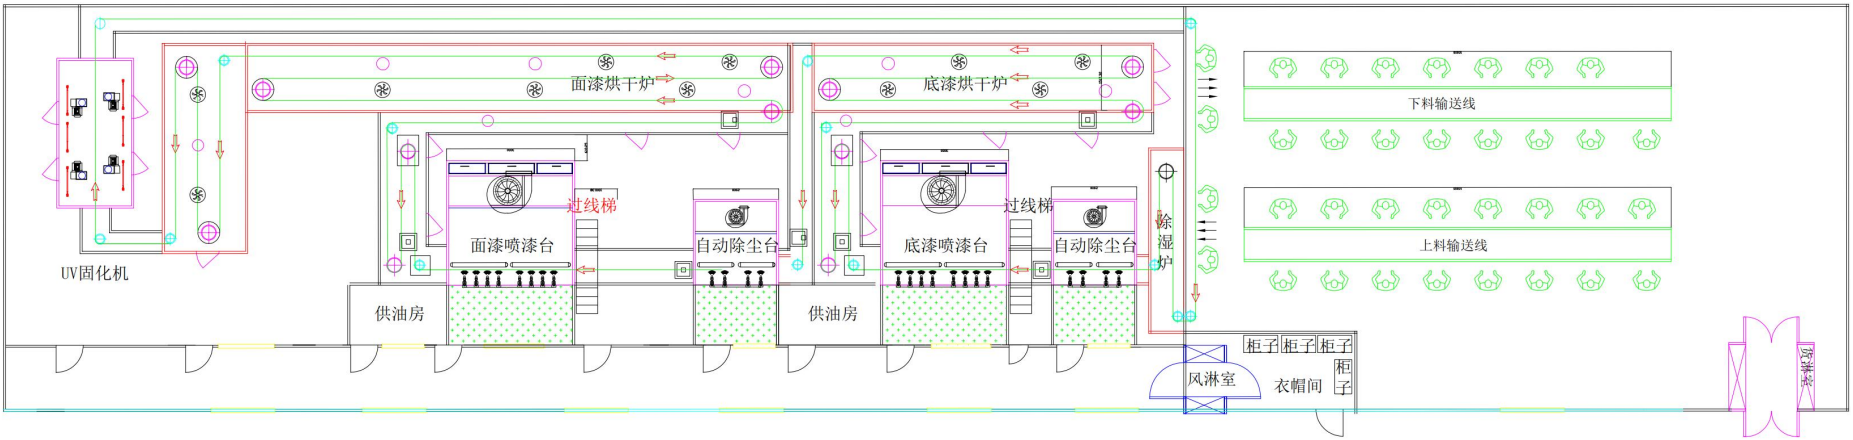 面漆烘干炉
底漆烘干炉
下料输送线
过线梯
过线梯
除湿炉
面漆喷漆台
自动除尘台
底漆喷漆台
自动除尘台
上料输送线
UV固化机
供油房
供油房
柜子
柜子
柜子
柜子
风淋室
衣帽间
货淋室